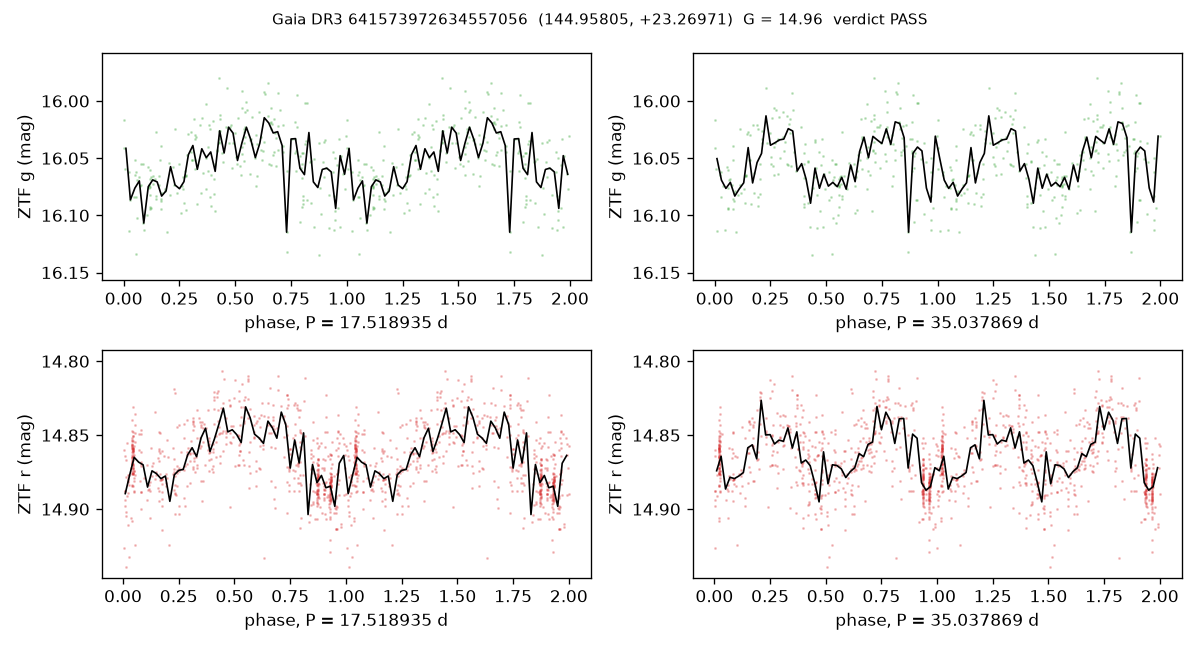 Gaia DR3 641573972634557056 (144.95805, +23.26971) G = 14.96 verdict PASS
ZTF g (mag)
16.00
16.05
16.10
16.15
0.00 0.25 0.50 0.75 1.00 1.25 1.50 1.75 2.00
phase, P = 17.518935 d
ZTF g (mag)
16.00
16.05
16.10
16.15
0.00 0.25 0.50 0.75 1.00 1.25 1.50 1.75 2.00
phase, P = 35.037869 d
ZTF r (mag)
14.80
14.85
14.90
0.00 0.25 0.50 0.75 1.00 1.25 1.50 1.75 2.00
phase, P = 17.518935 d
ZTF r (mag)
14.80
14.85
14.90
0.00 0.25 0.50 0.75 1.00 1.25 1.50 1.75 2.00
phase, P = 35.037869 d